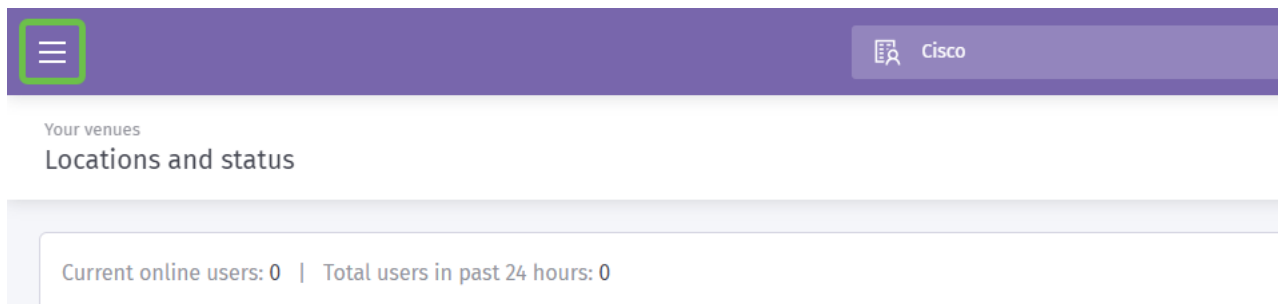 Cisco
Your venues
Locations and status
Current online users: 0 | Total users in past 24 hours: 0